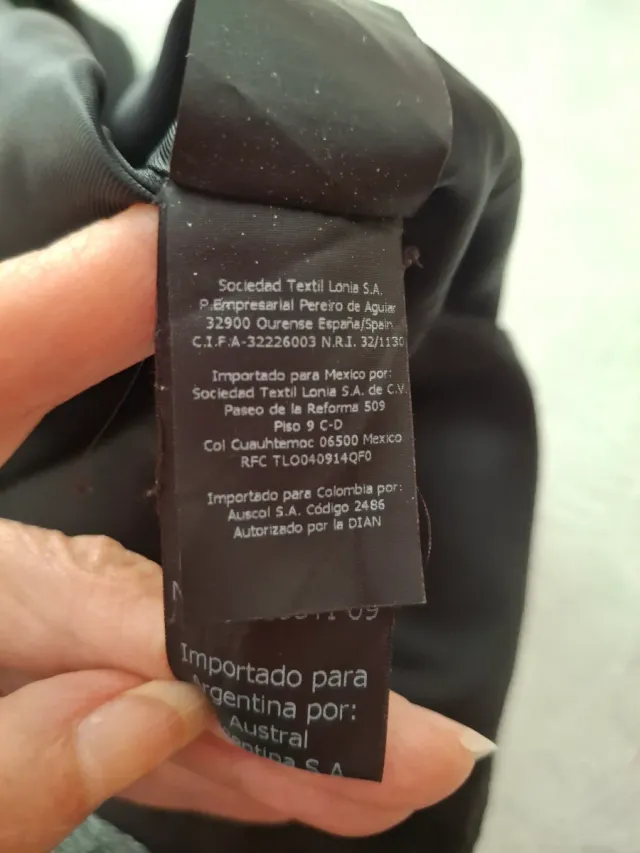 Sociedad Textil Lonia S.A.
P.Empresarial Pereiro de Aguiar
32900 Ourense España/Spain
C.I.F.A-32226003 N.R.I. 32/1130
Importado para Mexico por:
Sociedad Textil Lonia S.A. de C.V.
Paseo de la Reforma 509
Piso 9 C-D
Col Cuauhtemoc 06500 Mexico
RFC TLO040914QF0
Importado para Colombia por:
Auscol S.A. Código 2486
Autorizado por la DIAN
09
Importado para
Argentina por:
Austral
S.A.